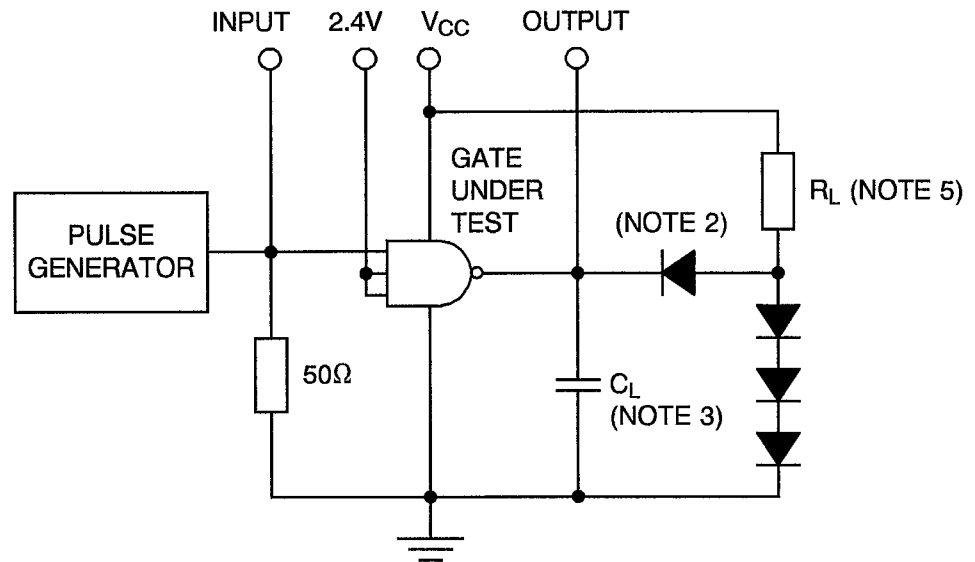 INPUT
2.4V
VCC
OUTPUT
GATE
UNDER
TEST
RL (NOTE 5)
(NOTE 2)
PULSE
GENERATOR
50Ω
CL
(NOTE 3)